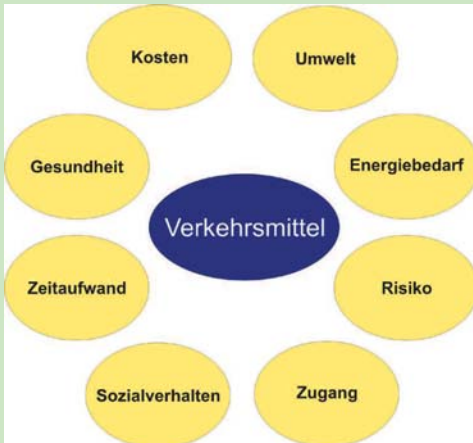 Kosten
Umwelt
Gesundheit
Energiebedarf
Verkehrsmittel
Zeitaufwand
Risiko
Sozialverhalten
Zugang